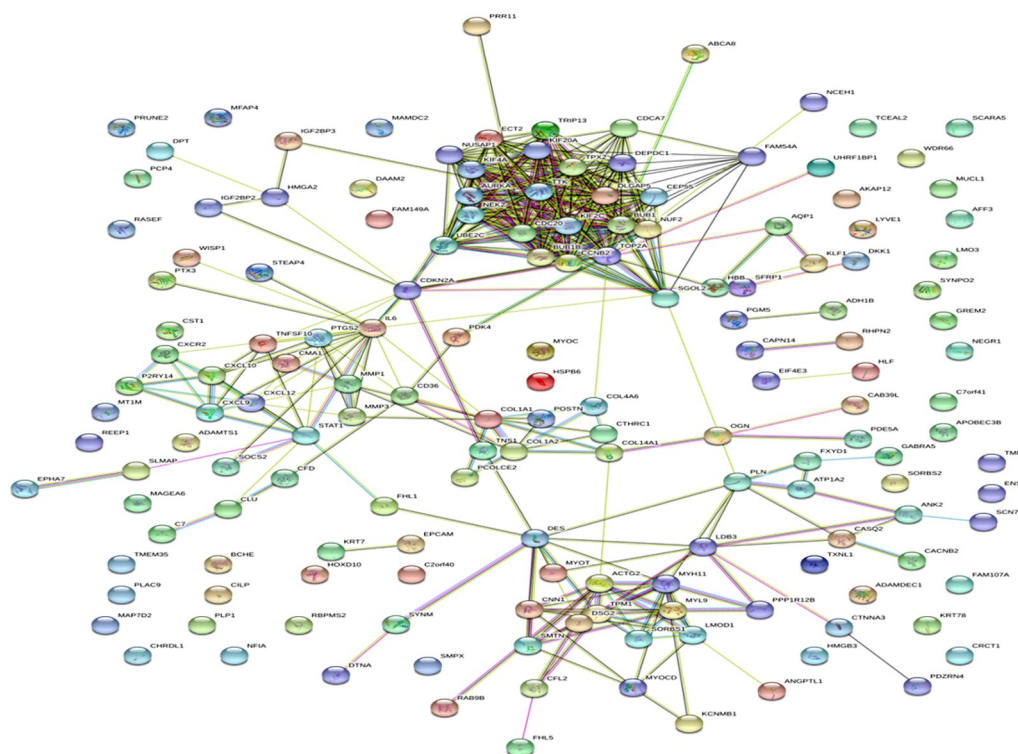 PRR11
ABCA8
NCEH1
MFAP4
PRUNE2
MAMDC2
TCEAL2
SCARA5
IGF2BP3
ECT2
TRIP13
CDCA7
DPT
NUSAP1
KIF20A
FAM54A
WDR66
PCP4
KIF4A
TPX2
DEPDC1
UHRF1BP1
DAAM2
MUCL1
HMGA2
AURKA
TTK
DLGAP5
CEP55
AKAP12
IGF2BP2
NEK2
KIF2C
BUB1
NUF2
AFF3
RASEF
FAM149A
CDC20
AQP1
LYVE1
UBE2C
WISP1
BUB1B
CCNB2
TOP2A
KLF1
DKK1
LMO3
STEAP4
PTX3
CDKN2A
SGOL2
HBB
SFRP1
SYNPO2
ADH1B
PGM5
GREM2
CST1
IL6
TNFSF10
PTGS2
PDK4
RHPN2
CXCR2
MYOC
CAPN14
NEGR1
CMA1
CXCL10
P2RY14
MMP1
HSPB6
EIF4E3
HLF
CD36
CXCL12
CXCL9
MMP3
COL4A6
CAB39L
C7orf41
MT1M
COL1A1
POSTN
STAT1
CTHRC1
OGN
APOBEC3B
REEP1
ADAMTS1
TNS1
COL1A2
COL14A1
PDE5A
SLMAP
SOCS2
FXYD1
GABRA5
EPHA7
CFD
PCOLCE2
PLN
ATP1A2
SORBS2
MAGEA6
CLU
FHL1
ANK2
SCN7
C7
DES
LDB3
CASQ2
KRT7
EPCAM
TMEM35
BCHE
HOXD10
C2orf40
MYOT
TXNL1
CACNB2
ACTG2
MYH11
FAM107A
PLAC9
CILP
CNN1
TPM1
MYL9
PPP1R12B
ADAMDEC1
MAP7D2
PLP1
RBPMS2
SYNM
DSG2
SORBS1
LMOD1
CTNNA3
KRT78
CHRDL1
NFIA
SMTN
HMGB3
CRCT1
DTNA
SMPX
CFL2
MYOCD
ANGPTL1
PDZRN4
RAB9B
KCNMB1
FHL5